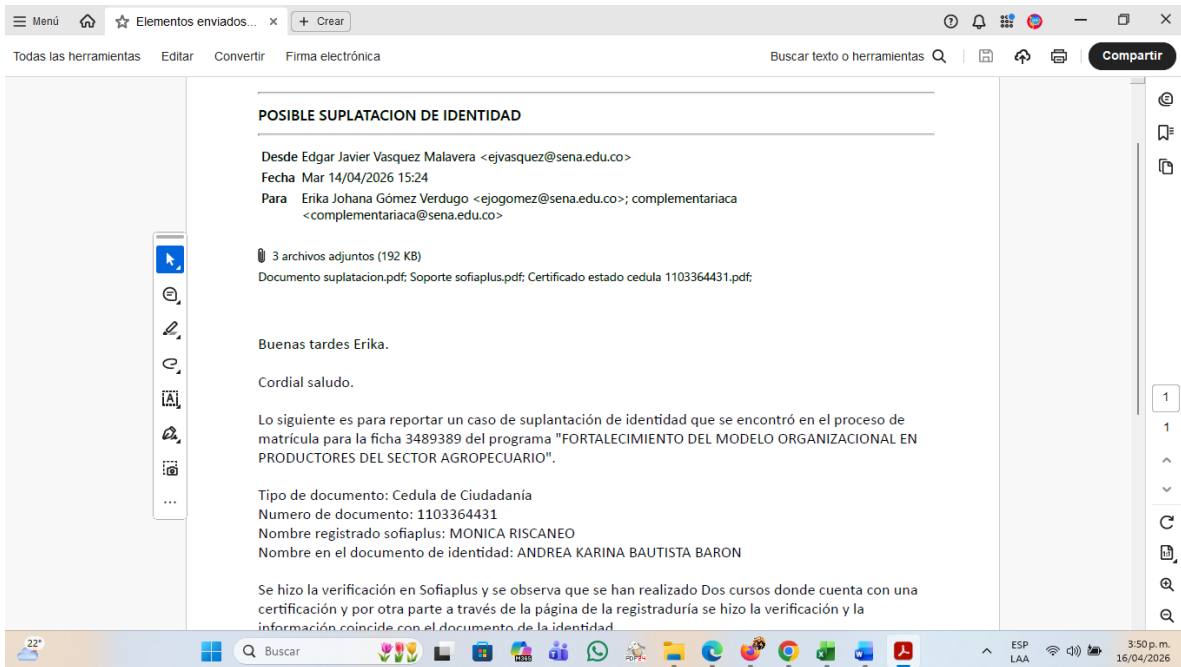 Menú
Elementos enviados...
+ Crear
Todas las herramientas
Editar
Convertir
Firma electrónica
Buscar texto o herramientas
Compartir
POSIBLE SUPLATACION DE IDENTIDAD
Desde Edgar Javier Vasquez Malavera <ejvasquez@sena.edu.co>
Fecha Mar 14/04/2026 15:24
Para Erika Johana Gómez Verdugo <ejogomez@sena.edu.co>; complementariaca
<complementariaca@sena.edu.co>
3 archivos adjuntos (192 KB)
Documento suplatacion.pdf; Soporte sofiaplus.pdf; Certificado estado cedula 1103364431.pdf;
Buenas tardes Erika.
Cordial saludo.
Lo siguiente es para reportar un caso de suplantación de identidad que se encontró en el proceso de
matrícula para la ficha 3489389 del programa "FORTALECIMIENTO DEL MODELO ORGANIZACIONAL EN
PRODUCTORES DEL SECTOR AGROPECUARIO".
Tipo de documento: Cedula de Ciudadanía
Numero de documento: 1103364431
Nombre registrado sofiaplus: MONICA RISCANEO
Nombre en el documento de identidad: ANDREA KARINA BAUTISTA BARON
Se hizo la verificación en Sofiaplus y se observa que se han realizado Dos cursos donde cuenta con una
certificación y por otra parte a través de la página de la registraduría se hizo la verificación y la
información coincide con el documento de la identidad
1
1
22°
Buscar
ESP
LAA
3:50 p.m.
16/04/2026